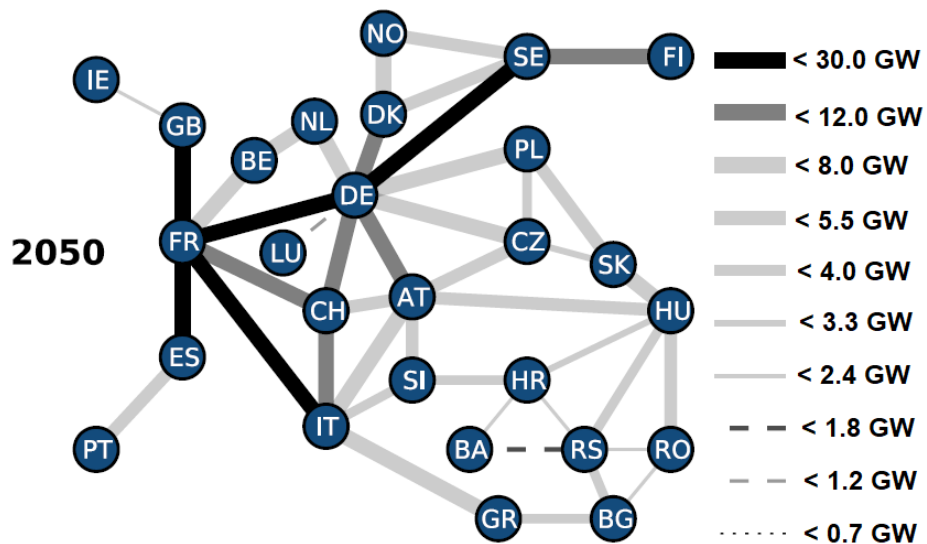 NO
SE
FI
IE
GB
NL
DK
BE
PL
DE
2050
FR
LU
CZ
SK
CH
AT
HU
ES
SI
HR
IT
PT
BA
RS
RO
GR
BG
< 30.0 GW
< 12.0 GW
< 8.0 GW
< 5.5 GW
< 4.0 GW
< 3.3 GW
< 2.4 GW
< 1.8 GW
< 1.2 GW
< 0.7 GW